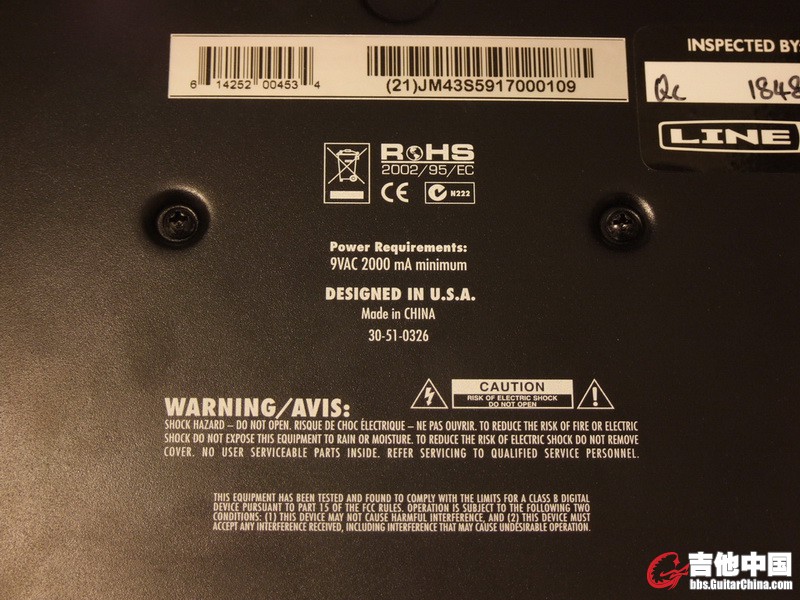 6 14252 00453 4
(21)JM43S5917000109
INSPECTED BY:
Qc 1848
LINE
ROHS
2002/95/EC
CE N222
Power Requirements:
9VAC 2000 mA minimum
DESIGNED IN U.S.A.
Made in CHINA
30-51-0326
CAUTION
RISK OF ELECTRIC SHOCK
DO NOT OPEN
WARNING/AVIS:
SHOCK HAZARD – DO NOT OPEN. RISQUE DE CHOC ÉLECTRIQUE – NE PAS OUVRIR. TO REDUCE THE RISK OF FIRE OR ELECTRIC
SHOCK DO NOT EXPOSE THIS EQUIPMENT TO RAIN OR MOISTURE. TO REDUCE THE RISK OF ELECTRIC SHOCK DO NOT REMOVE
COVER. NO USER SERVICEABLE PARTS INSIDE. REFER SERVICING TO QUALIFIED SERVICE PERSONNEL.
THIS EQUIPMENT HAS BEEN TESTED AND FOUND TO COMPLY WITH THE LIMITS FOR A CLASS B DIGITAL
DEVICE PURSUANT TO PART 15 OF THE FCC RULES. OPERATION IS SUBJECT TO THE FOLLOWING TWO
CONDITIONS: (1) THIS DEVICE MAY NOT CAUSE HARMFUL INTERFERENCE, AND (2) THIS DEVICE MUST
ACCEPT ANY INTERFERENCE RECEIVED, INCLUDING INTERFERENCE THAT MAY CAUSE UNDESIRABLE OPERATION.
吉他中国
bbs.GuitarChina.com